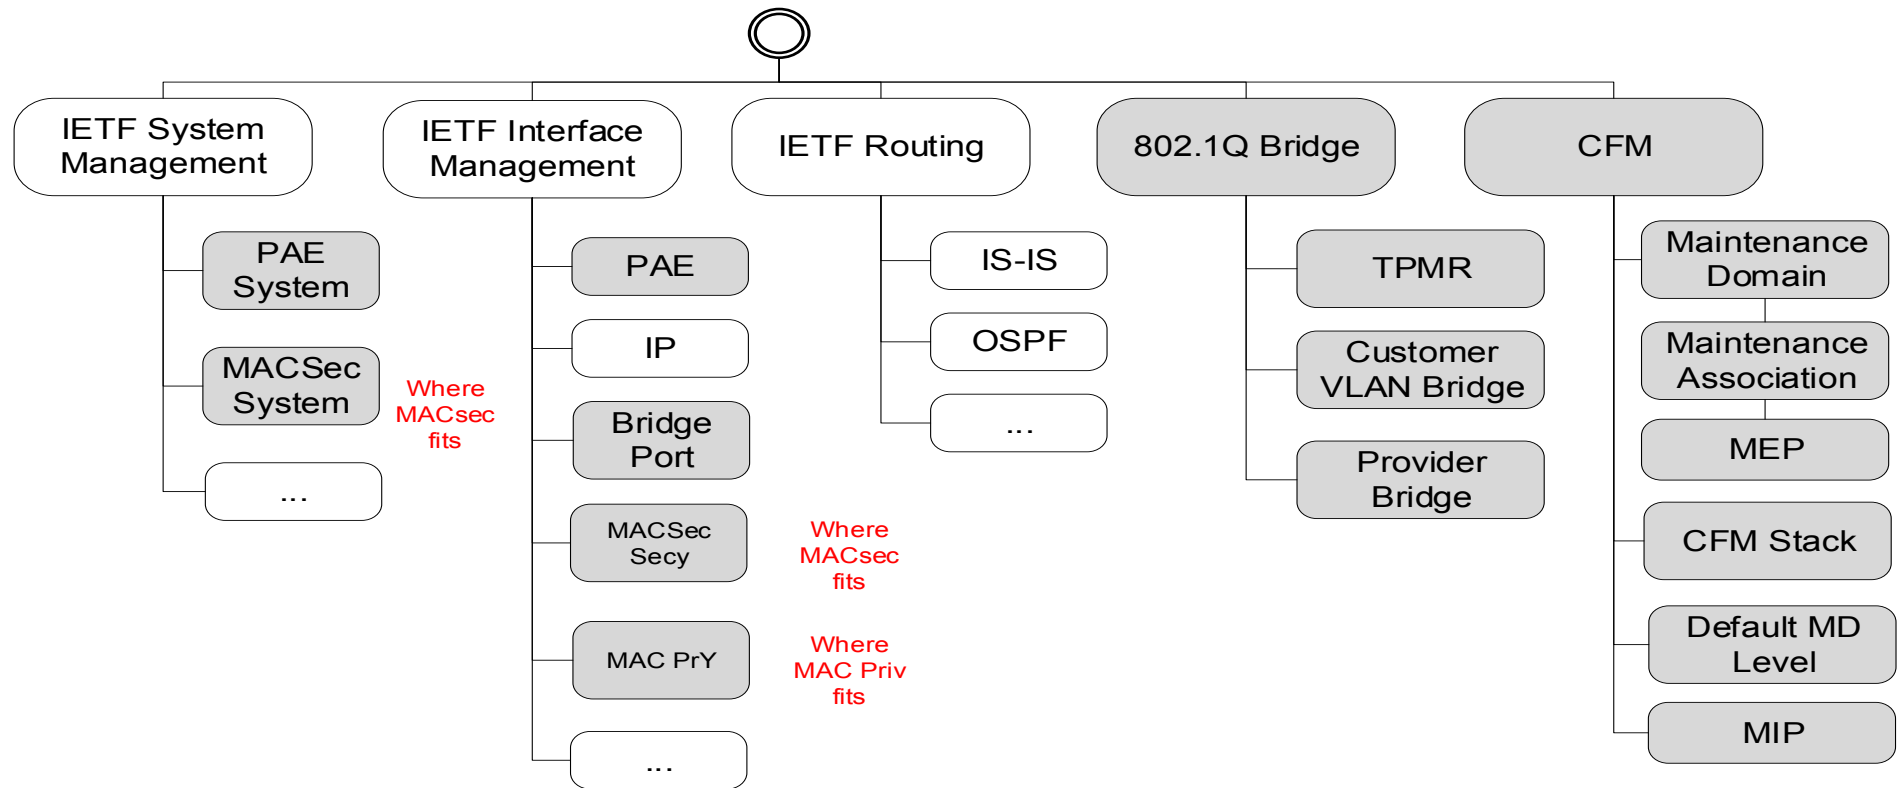 IETF System
Management
IETF Interface
Management
IETF Routing
802.1Q Bridge
CFM
PAE
System
MACSec
System
...
Where
MACsec
fits
PAE
IP
Bridge
Port
MACSec
Secy
MAC PrY
...
Where
MACsec
fits
Where
MAC Priv
fits
IS-IS
OSPF
...
TPMR
Customer
VLAN Bridge
Provider
Bridge
Maintenance
Domain
Maintenance
Association
MEP
CFM Stack
Default MD
Level
MIP